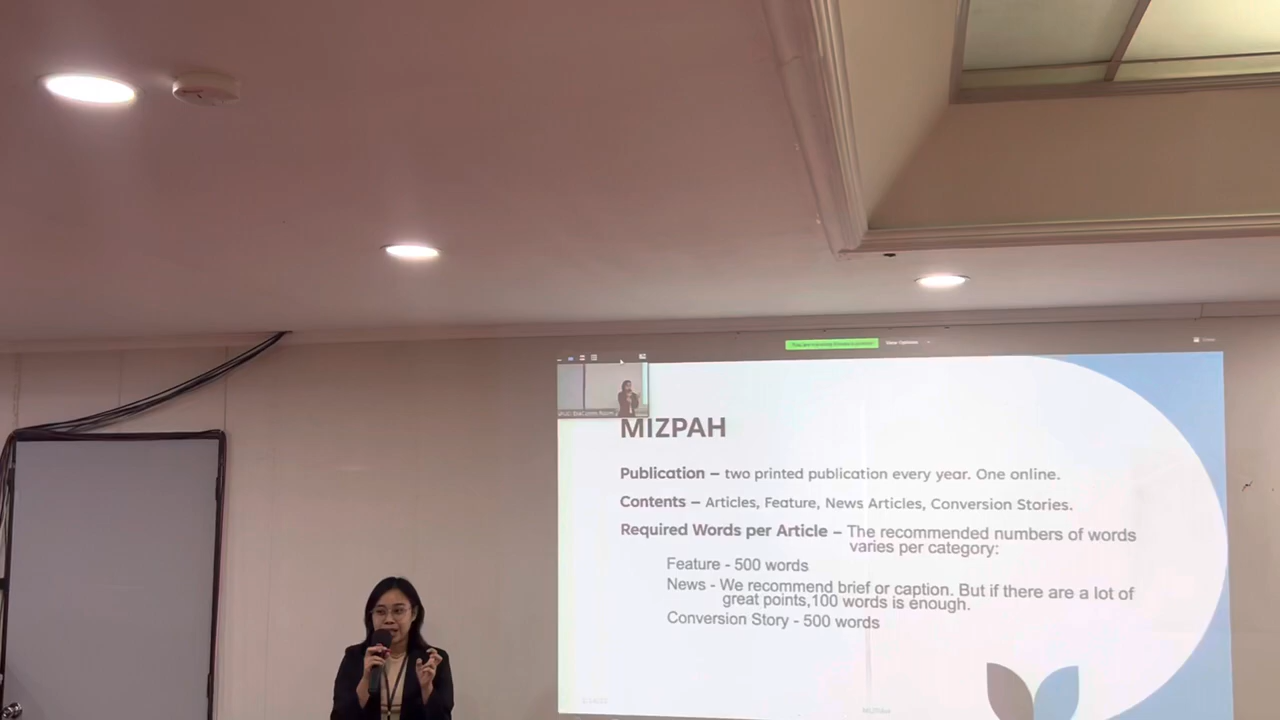 MIZPAH
Publication – two printed publication every year. One online.
Contents – Articles, Feature, News Articles, Conversion Stories.
Required Words per Article – The recommended numbers of words
varies per category:
Feature - 500 words
News - We recommend brief or caption. But if there are a lot of
great points,100 words is enough.
Conversion Story - 500 words